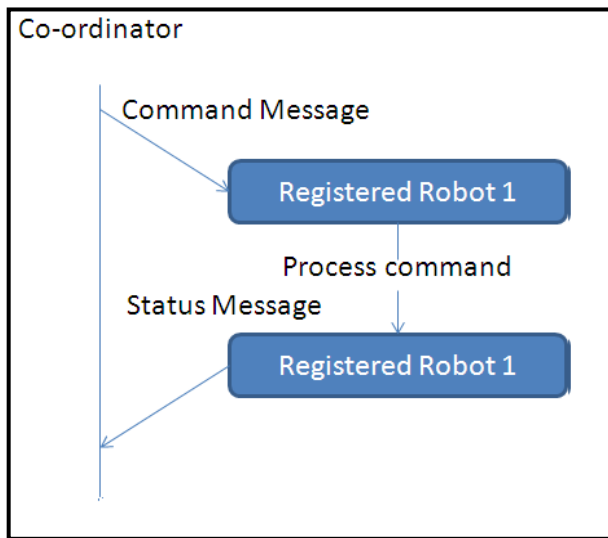 Co-ordinator
Command Message
Registered Robot 1
Process command
Status Message
Registered Robot 1